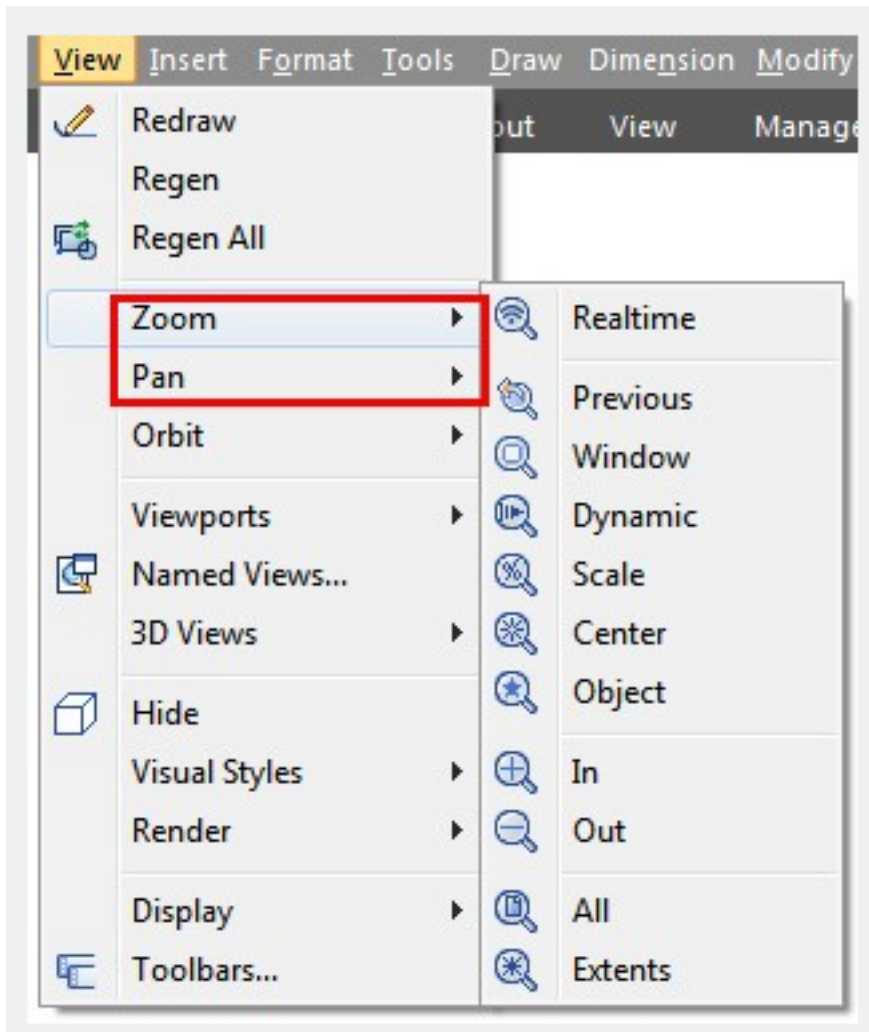 View Insert Format Tools Draw Dimension Modify
out View Manage
Redraw
Regen
Regen All
Zoom
Pan
Orbit
Viewports
Named Views...
3D Views
Hide
Visual Styles
Render
Display
Toolbars...
Realtime
Previous
Window
Dynamic
Scale
Center
Object
In
Out
All
Extents